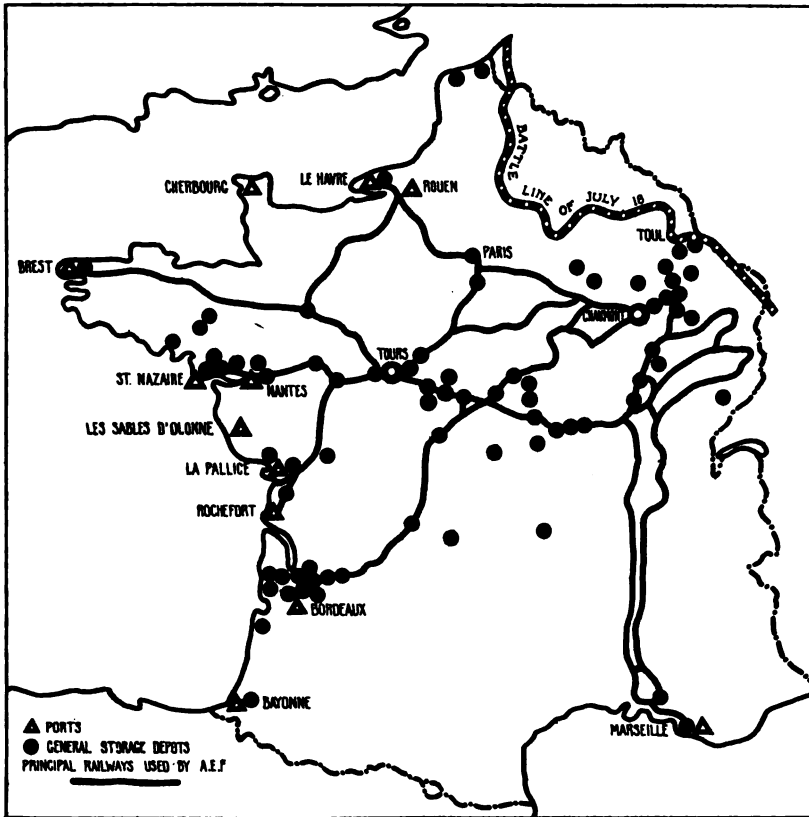 CHERBOURG
LE HAVRE
ROUEN
BATTLE LINE OF JULY 18
TOUL
BREST
PARIS
CHAUMONT
TOURS
ST. NAZAIRE
NANTES
LES SABLES D'OLONNE
LA PALLICE
ROCHEFORT
BORDEAUX
BAYONNE
MARSEILLE
PORTS
GENERAL STORAGE DEPOTS
PRINCIPAL RAILWAYS USED BY A.E.F